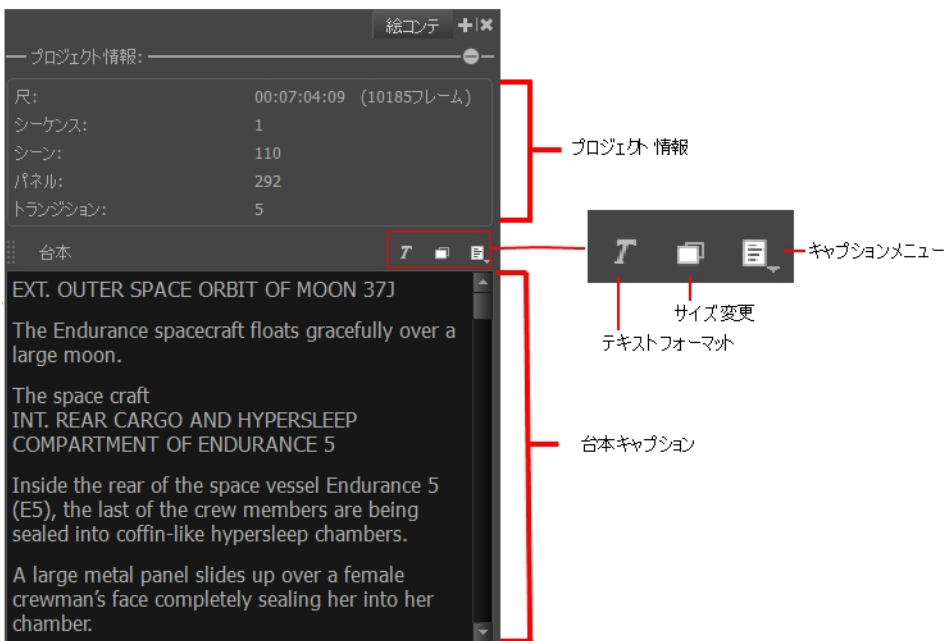 絵コンテ
プロジェクト情報:
尺: 00:07:04:09 (10185フレーム)
シーケンス: 1
シーン: 110
パネル: 292
トランジション: 5
プロジェクト 情報
台本
T
T
キャプションメニュー
サイズ変更
テキストフォーマット
EXT. OUTER SPACE ORBIT OF MOON 37J
The Endurance spacecraft floats gracefully over a
large moon.
The space craft
INT. REAR CARGO AND HYPERSLEEP
COMPARTMENT OF ENDURANCE 5
Inside the rear of the space vessel Endurance 5
(E5), the last of the crew members are being
sealed into coffin-like hypersleep chambers.
A large metal panel slides up over a female
crewman's face completely sealing her into her
chamber.
台本キャプション